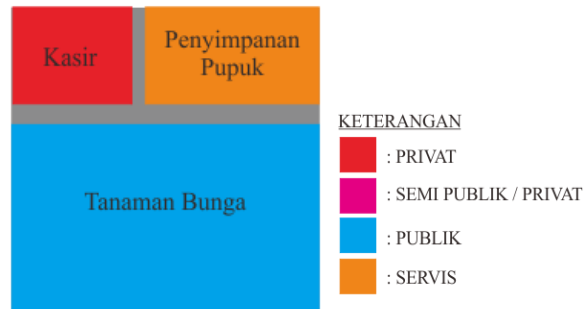 Kasir
Penyimpanan
Pupuk
Tanaman Bunga
KETERANGAN
: PRIVAT
: SEMI PUBLIK / PRIVAT
: PUBLIK
: SERVIS